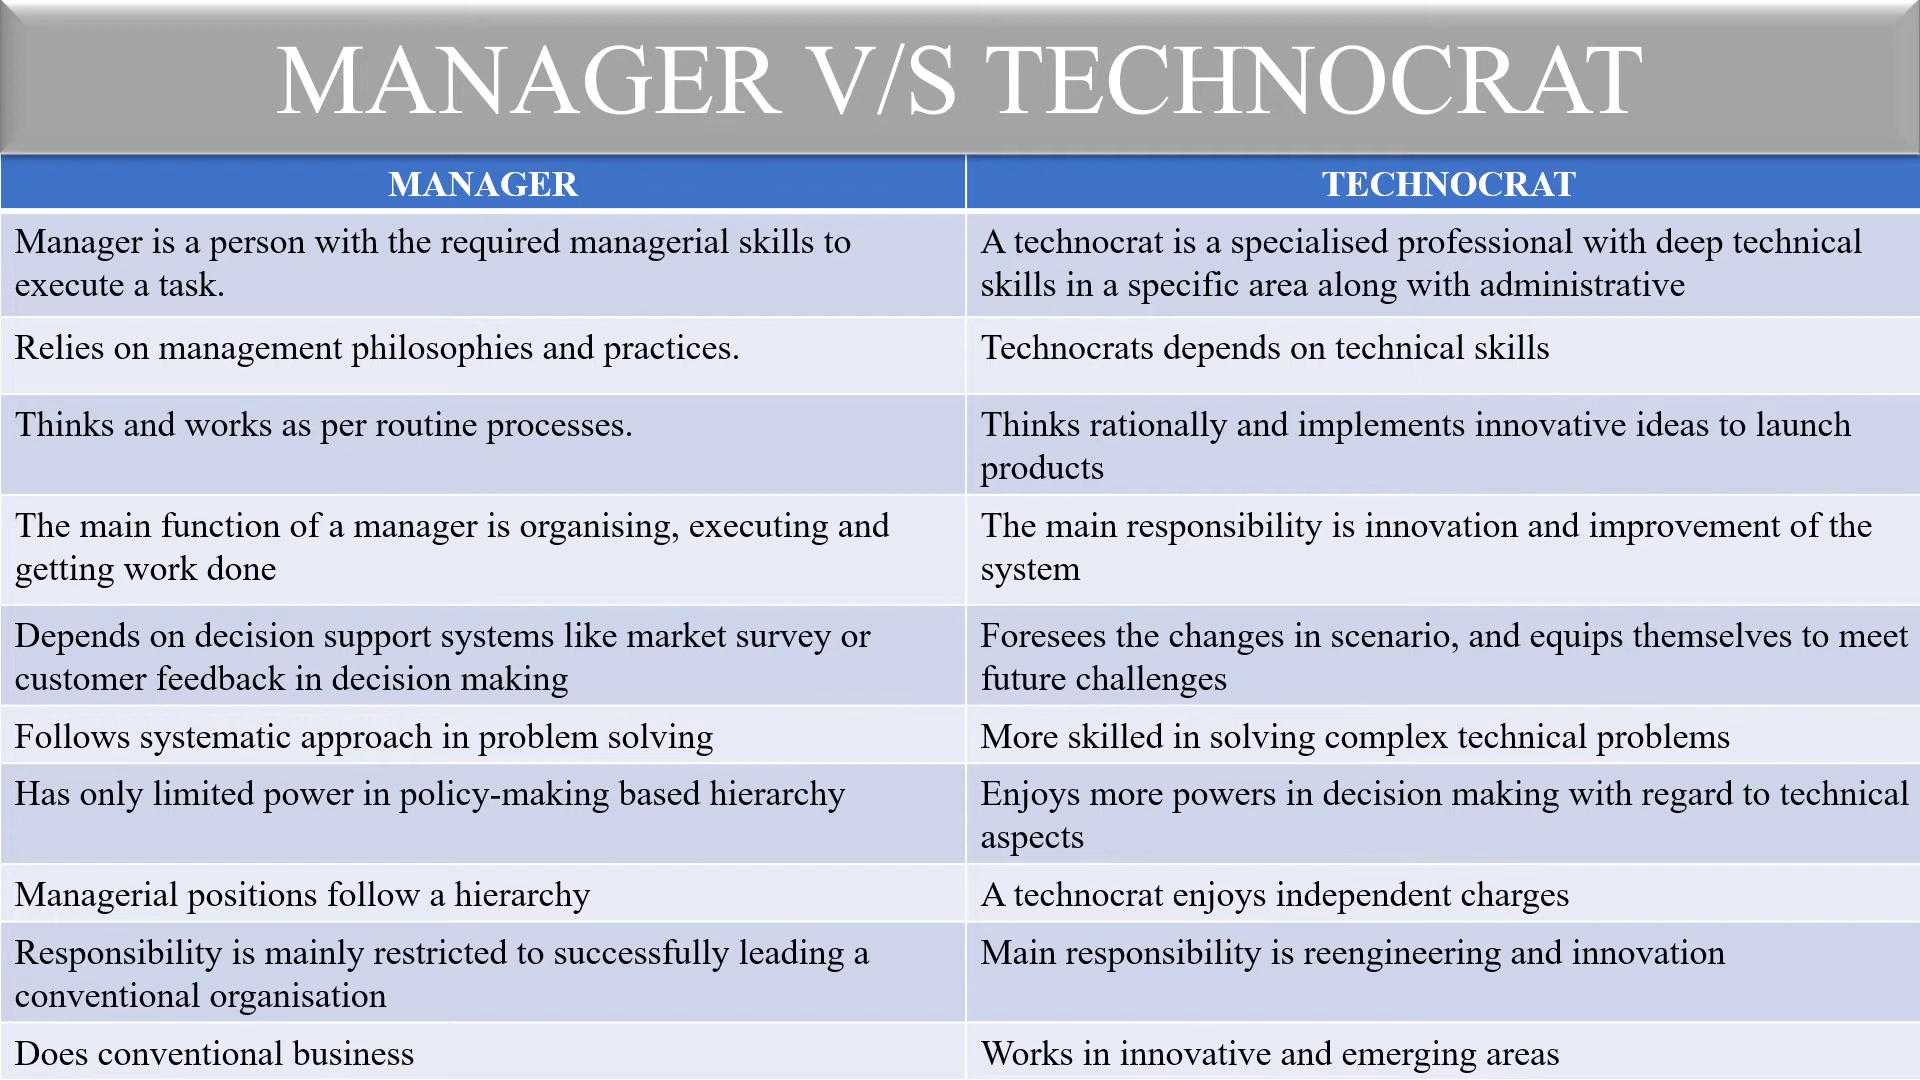 MANAGER V/S TECHNOCRAT
MANAGER
TECHNOCRAT
Manager is a person with the required managerial skills to
execute a task.
A technocrat is a specialised professional with deep technical
skills in a specific area along with administrative
Relies on management philosophies and practices.
Technocrats depends on technical skills
Thinks and works as per routine processes.
Thinks rationally and implements innovative ideas to launch
products
The main function of a manager is organising, executing and
getting work done
The main responsibility is innovation and improvement of the
system
Depends on decision support systems like market survey or
customer feedback in decision making
Foresees the changes in scenario, and equips themselves to meet
future challenges
Follows systematic approach in problem solving
More skilled in solving complex technical problems
Has only limited power in policy-making based hierarchy
Enjoys more powers in decision making with regard to technical
aspects
Managerial positions follow a hierarchy
A technocrat enjoys independent charges
Responsibility is mainly restricted to successfully leading a
conventional organisation
Main responsibility is reengineering and innovation
Does conventional business
Works in innovative and emerging areas